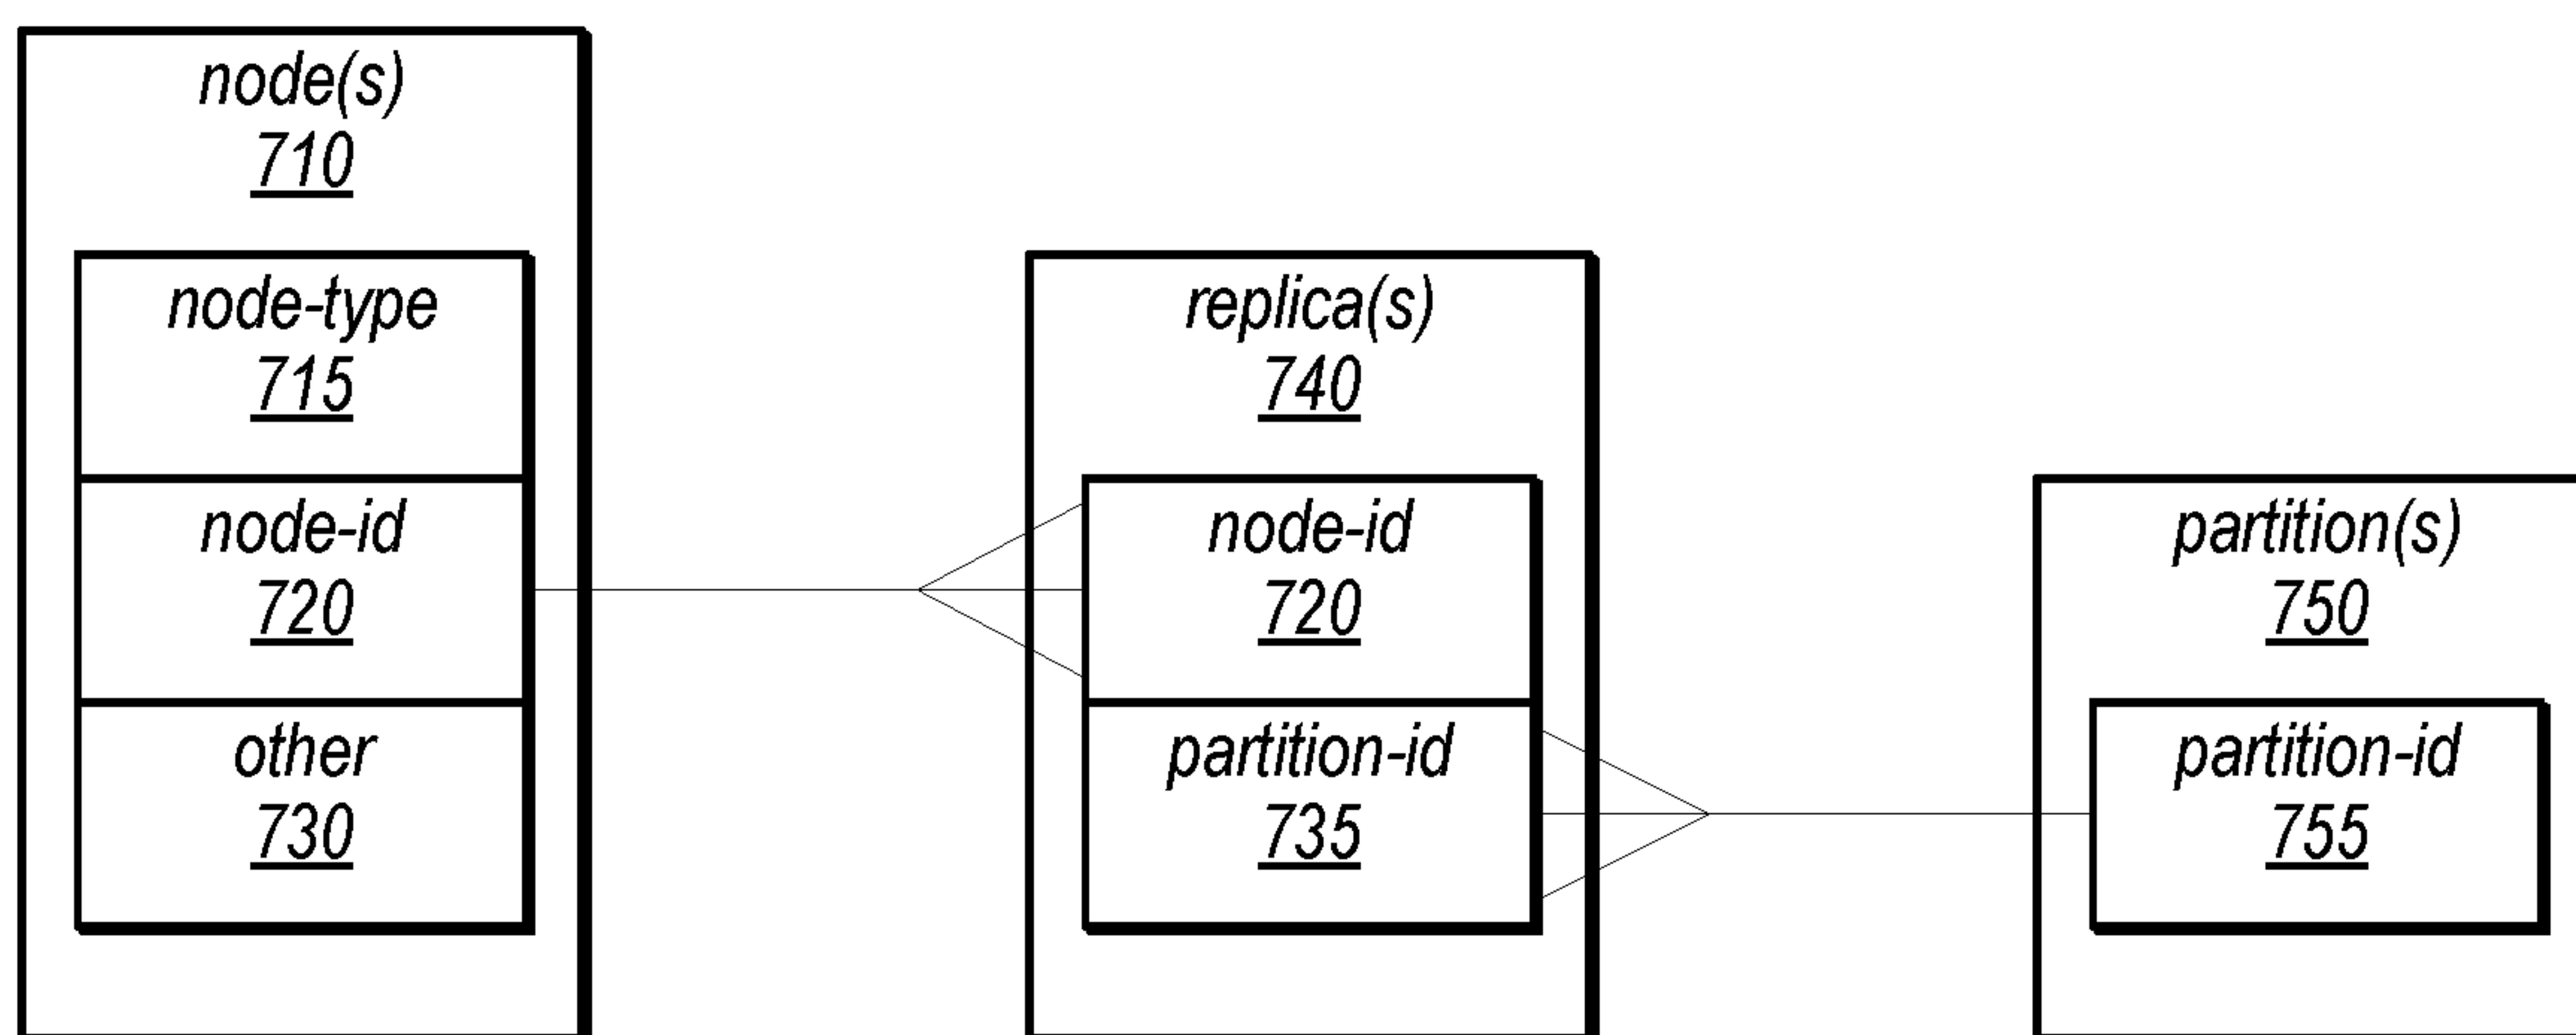 node(s)
710
node-type
715
node-id
720
other
730
replica(s)
740
node-id
720
partition-id
735
partition(s)
750
partition-id
755